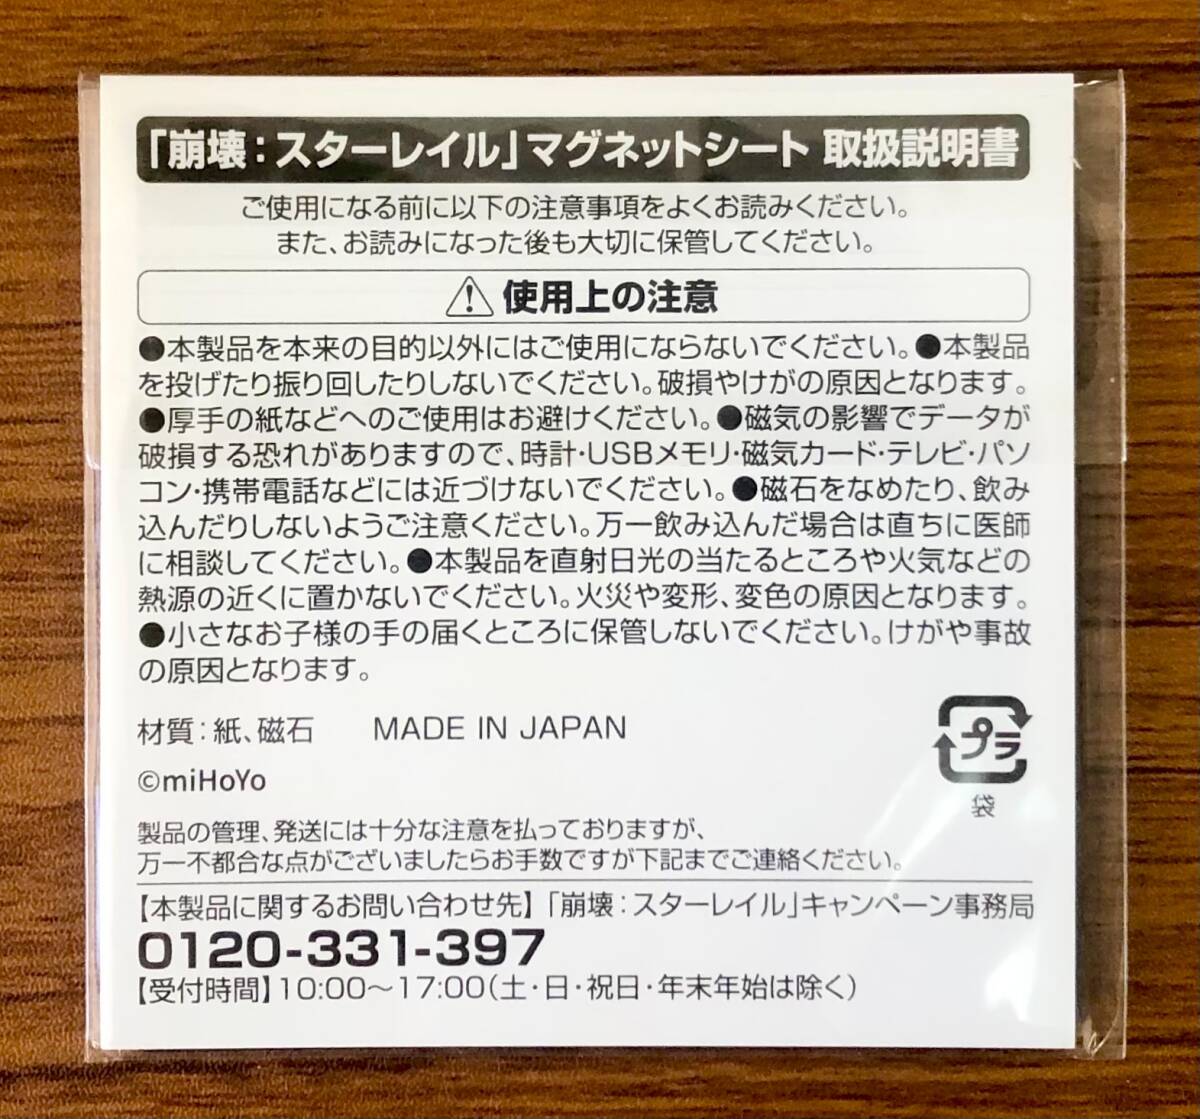 「崩壊:スターレイル」マグネットシート 取扱説明書
ご使用になる前に以下の注意事項をよくお読みください。
また、お読みになった後も大切に保管してください。
使用上の注意
●本製品を本来の目的以外にはご使用にならないでください。●本製品
を投げたり振り回したりしないでください。破損やけがの原因となります。
●厚手の紙などへのご使用はお避けください。●磁気の影響でデータが
破損する恐れがありますので、時計・USBメモリ・磁気カード・テレビ・パソ
コン・携帯電話などには近づけないでください。●磁石をなめたり、飲み
込んだりしないようご注意ください。万一飲み込んだ場合は直ちに医師
に相談してください。●本製品を直射日光の当たるところや火気などの
熱源の近くに置かないでください。火災や変形、変色の原因となります。
●小さなお子様の手の届くところに保管しないでください。けがや事故
の原因となります。
材質:紙、磁石 MADE IN JAPAN
プラ
©miHoYo
袋
製品の管理、発送には十分な注意を払っておりますが、
万一不都合な点がございましたらお手数ですが下記までご連絡ください。
【本製品に関するお問い合わせ先】「崩壊:スターレイル」キャンペーン事務局
0120-331-397
【受付時間】10:00～17:00(土・日・祝日・年末年始は除く)